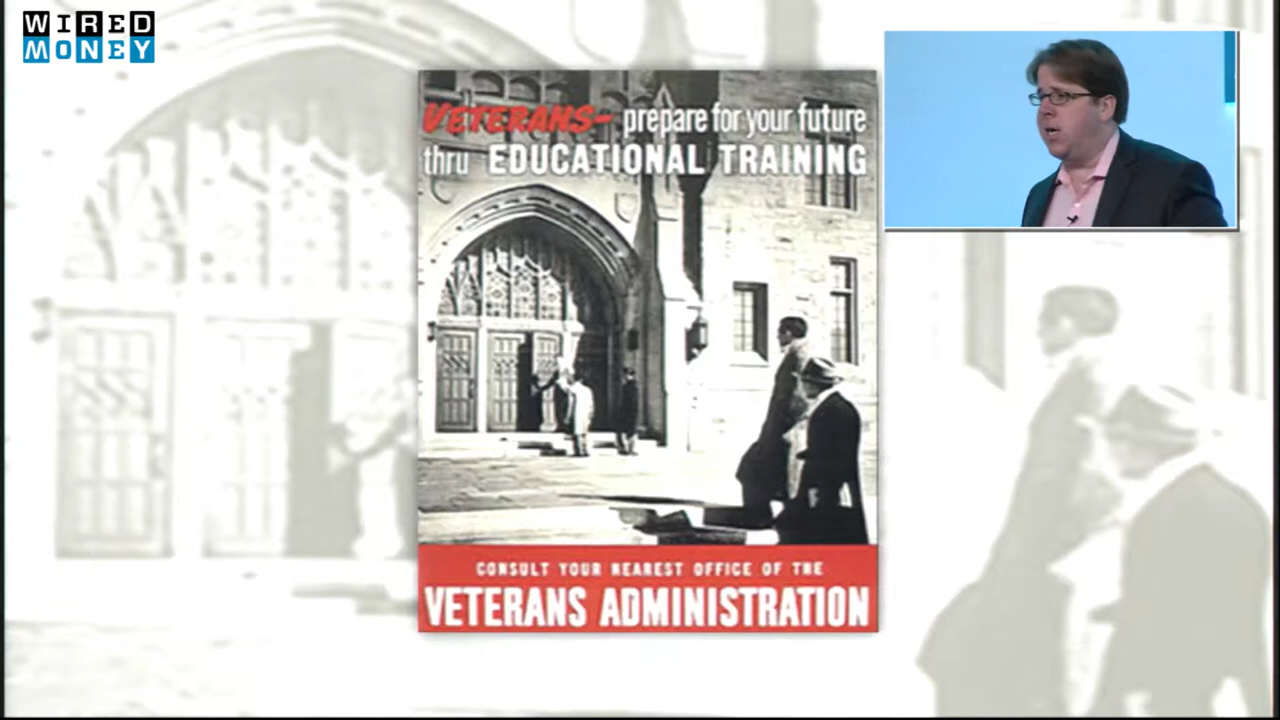 WIRED
MONEY
VETERANS- prepare for your future
thru EDUCATIONAL TRAINING
CONSULT YOUR NEAREST OFFICE OF THE
VETERANS ADMINISTRATION